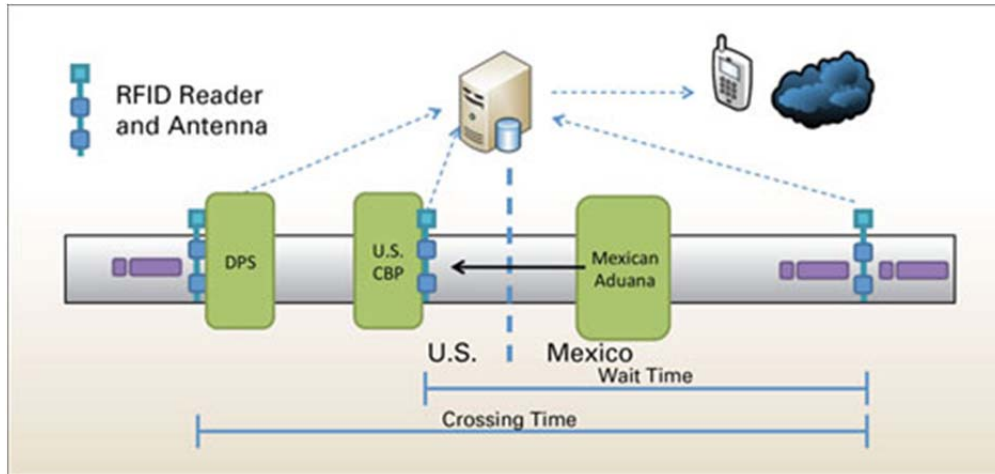 RFID Reader
and Antenna
DPS
U.S.
CBP
Mexican
Aduana
U.S.
Mexico
Wait Time
Crossing Time